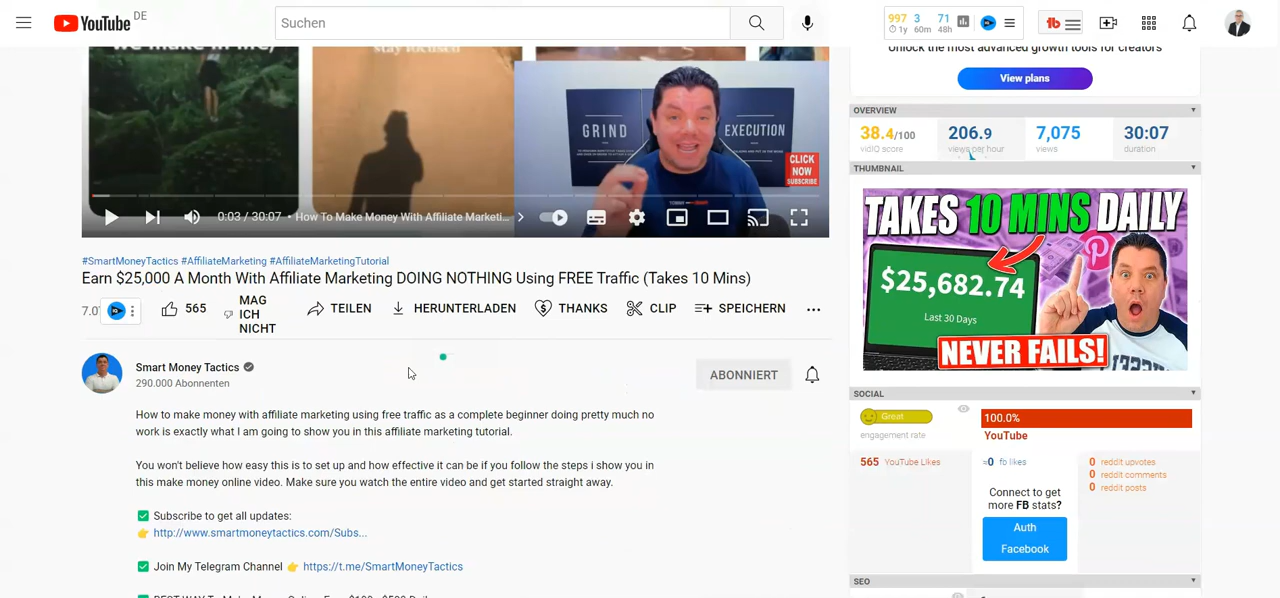 YouTube DE
Suchen
997 3 71
1y 60m 48h
tb
we make in life,
stay focused
GRIND
EXECUTION
CLICK
NOW
SUBSCRIBE
0:03 / 30:07 • How To Make Money With Affiliate Marketi...
#SmartMoneyTactics #AffiliateMarketing #AffiliateMarketingTutorial
Earn $25,000 A Month With Affiliate Marketing DOING NOTHING Using FREE Traffic (Takes 10 Mins)
565
MAG
ICH
NICHT
TEILEN
HERUNTERLADEN
THANKS
CLIP
SPEICHERN
Smart Money Tactics
290.000 Abonnenten
ABONNIERT
How to make money with affiliate marketing using free traffic as a complete beginner doing pretty much no
work is exactly what I am going to show you in this affiliate marketing tutorial.
You won't believe how easy this is to set up and how effective it can be if you follow the steps i show you in
this make money online video. Make sure you watch the entire video and get started straight away.
✅ Subscribe to get all updates:
👉 http://www.smartmoneytactics.com/Subs...
✅ Join My Telegram Channel 👉 https://t.me/SmartMoneyTactics
Unlock the most advanced growth tools for creators
View plans
OVERVIEW
38.4/100 206.9 7,075 30:07
vidIQ score views per hour views duration
THUMBNAIL
TAKES 10 MINS DAILY
$25,682.74
Last 30 Days
NEVER FAILS!
SOCIAL
Great
engagement rate
100.0%
YouTube
565 YouTube Likes
≈0 fb likes
Connect to get
more FB stats?
Auth
Facebook
0 reddit upvotes
0 reddit comments
0 reddit posts
SEO